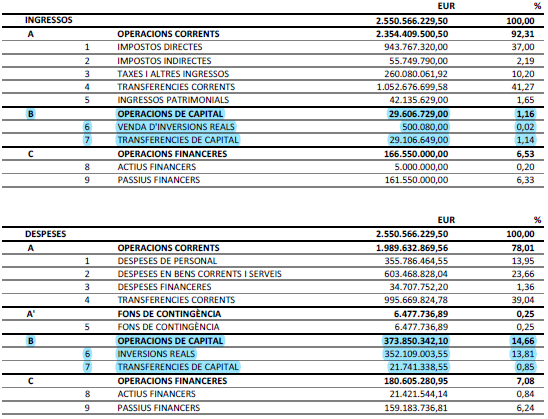 EUR %
INGRESSOS 2.550.566.229,50 100,00
A OPERACIONS CORRENTS 2.354.409.500,50 92,31
1 IMPOSTOS DIRECTES 943.767.320,00 37,00
2 IMPOSTOS INDIRECTES 55.749.790,00 2,19
3 TAXES I ALTRES INGRESSOS 260.080.061,92 10,20
4 TRANSFERENCIES CORRENTS 1.052.676.699,58 41,27
5 INGRESSOS PATRIMONIALS 42.135.629,00 1,65
B OPERACIONS DE CAPITAL 29.606.729,00 1,16
6 VENDA D'INVERSIONS REALS 500.080,00 0,02
7 TRANSFERENCIES DE CAPITAL 29.106.649,00 1,14
C OPERACIONS FINANCERES 166.550.000,00 6,53
8 ACTIUS FINANCERS 5.000.000,00 0,20
9 PASSIUS FINANCERS 161.550.000,00 6,33
EUR %
DESPESES 2.550.566.229,50 100,00
A OPERACIONS CORRENTS 1.989.632.869,56 78,01
1 DESPESES DE PERSONAL 355.786.464,55 13,95
2 DESPESES EN BENS CORRENTS I SERVEIS 603.468.828,04 23,66
3 DESPESES FINANCERES 34.707.752,20 1,36
4 TRANSFERENCIES CORRENTS 995.669.824,78 39,04
A' FONS DE CONTINGÈNCIA 6.477.736,89 0,25
5 FONS DE CONTINGÈNCIA 6.477.736,89 0,25
B OPERACIONS DE CAPITAL 373.850.342,10 14,66
6 INVERSIONS REALS 352.109.003,55 13,81
7 TRANSFERENCIES DE CAPITAL 21.741.338,55 0,85
C OPERACIONS FINANCERES 180.605.280,95 7,08
8 ACTIUS FINANCERS 21.421.544,14 0,84
9 PASSIUS FINANCERS 159.183.736,81 6,24